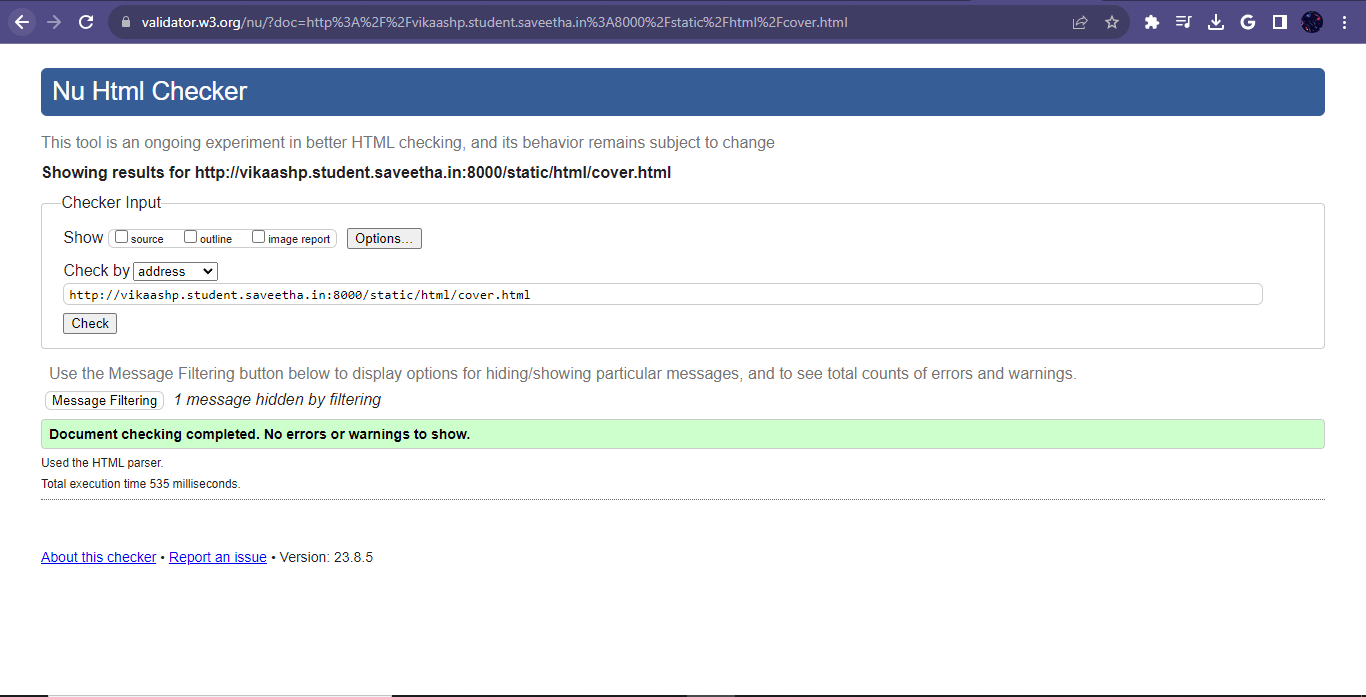 validator.w3.org/nu/?doc=http%3A%2F%2Fvikaashp.student.saveetha.in%3A8000%2Fstatic%2Fhtml%2Fcover.html
Nu Html Checker
This tool is an ongoing experiment in better HTML checking, and its behavior remains subject to change
Showing results for http://vikaashp.student.saveetha.in:8000/static/html/cover.html
Checker Input
Show source outline image report Options...
Check by address
http://vikaashp.student.saveetha.in:8000/static/html/cover.html
Check
Use the Message Filtering button below to display options for hiding/showing particular messages, and to see total counts of errors and warnings.
Message Filtering 1 message hidden by filtering
Document checking completed. No errors or warnings to show.
Used the HTML parser.
Total execution time 535 milliseconds.
About this checker • Report an issue • Version: 23.8.5